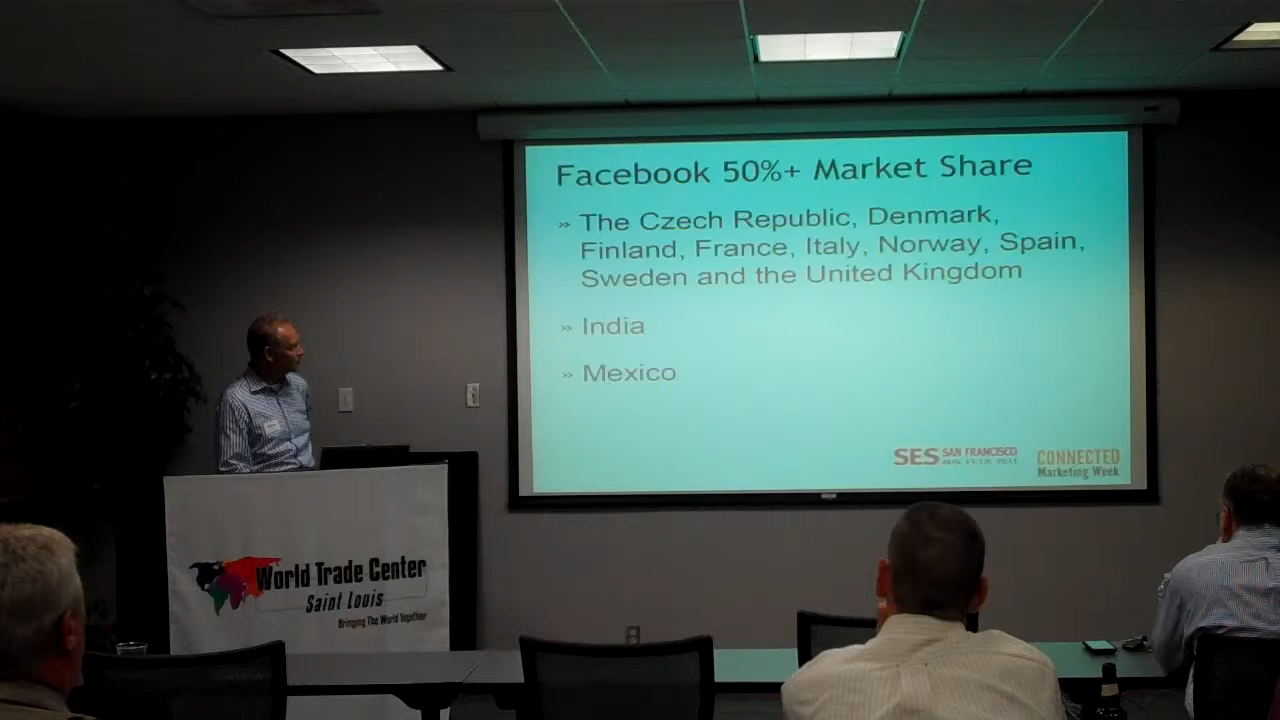 Facebook 50%+ Market Share
» The Czech Republic, Denmark,
Finland, France, Italy, Norway, Spain,
Sweden and the United Kingdom
» India
» Mexico
SES SAN FRANCISCO
CONNECTED
Marketing Week
World Trade Center
Saint Louis
Bringing The World Together